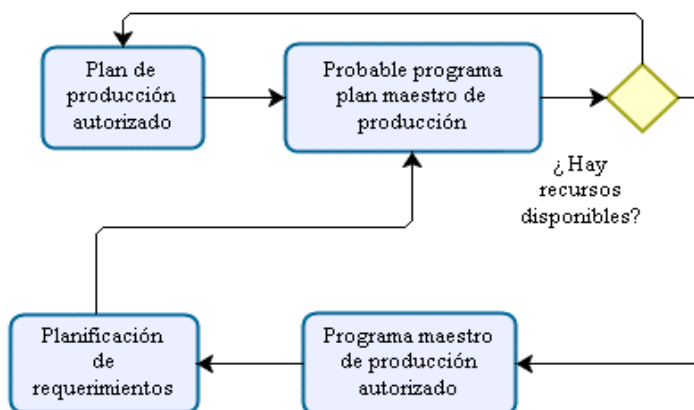 Plan de
producción
autorizado
Probable programa
plan maestro de
producción
¿Hay
recursos
disponibles?
Planificación
de
requerimientos
Programa maestro
de producción
autorizado